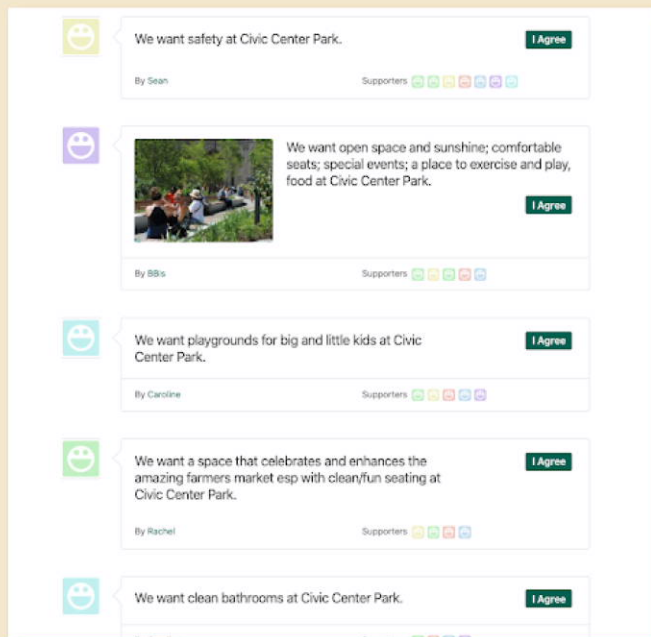 We want safety at Civic Center Park.
I Agree
By Sean
Supporters
We want open space and sunshine; comfortable
seats; special events; a place to exercise and play,
food at Civic Center Park.
I Agree
By BBis
Supporters
We want playgrounds for big and little kids at Civic
Center Park.
I Agree
By Caroline
Supporters
We want a space that celebrates and enhances the
amazing farmers market esp with clean/fun seating at
Civic Center Park.
I Agree
By Rachel
Supporters
We want clean bathrooms at Civic Center Park.
I Agree